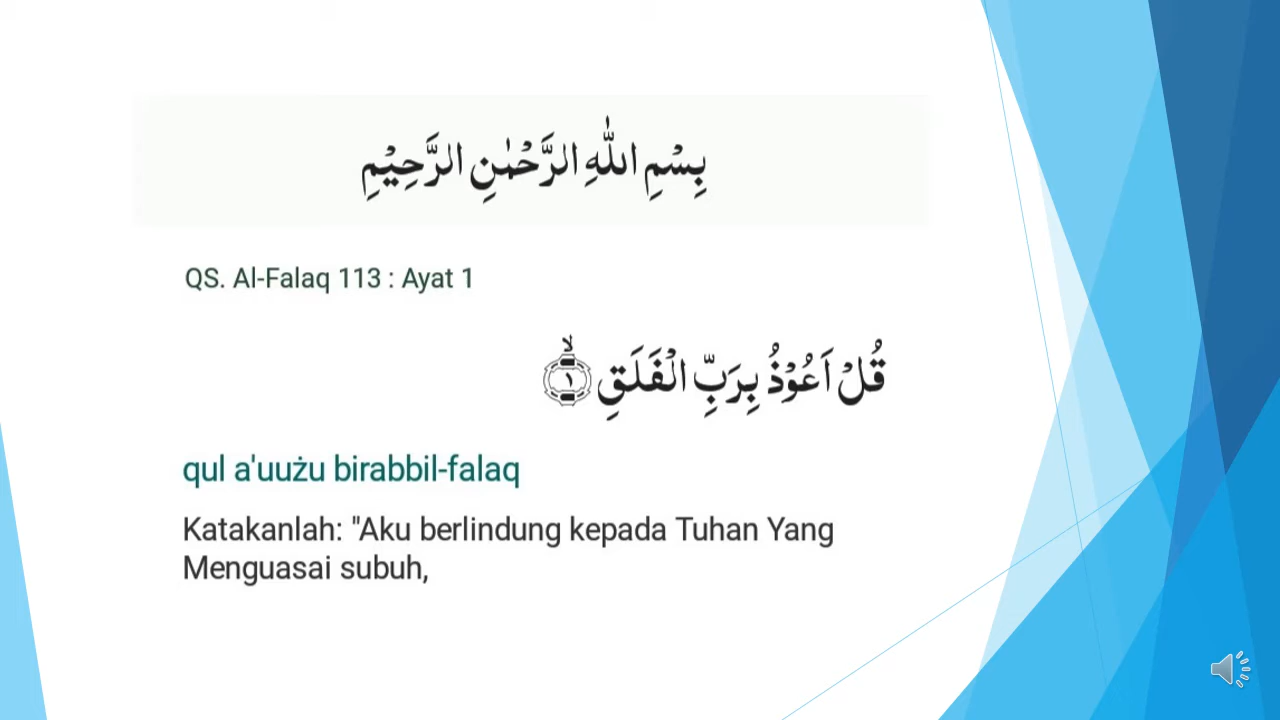 بِسْمِ اللّٰهِ الرَّحْمٰنِ الرَّحِيْمِ
QS. Al-Falaq 113 : Ayat 1
قُلْ اَعُوْذُ بِرَبِّ الْفَلَقِۙ ١
qul a'uużu birabbil-falaq
Katakanlah: "Aku berlindung kepada Tuhan Yang
Menguasai subuh,